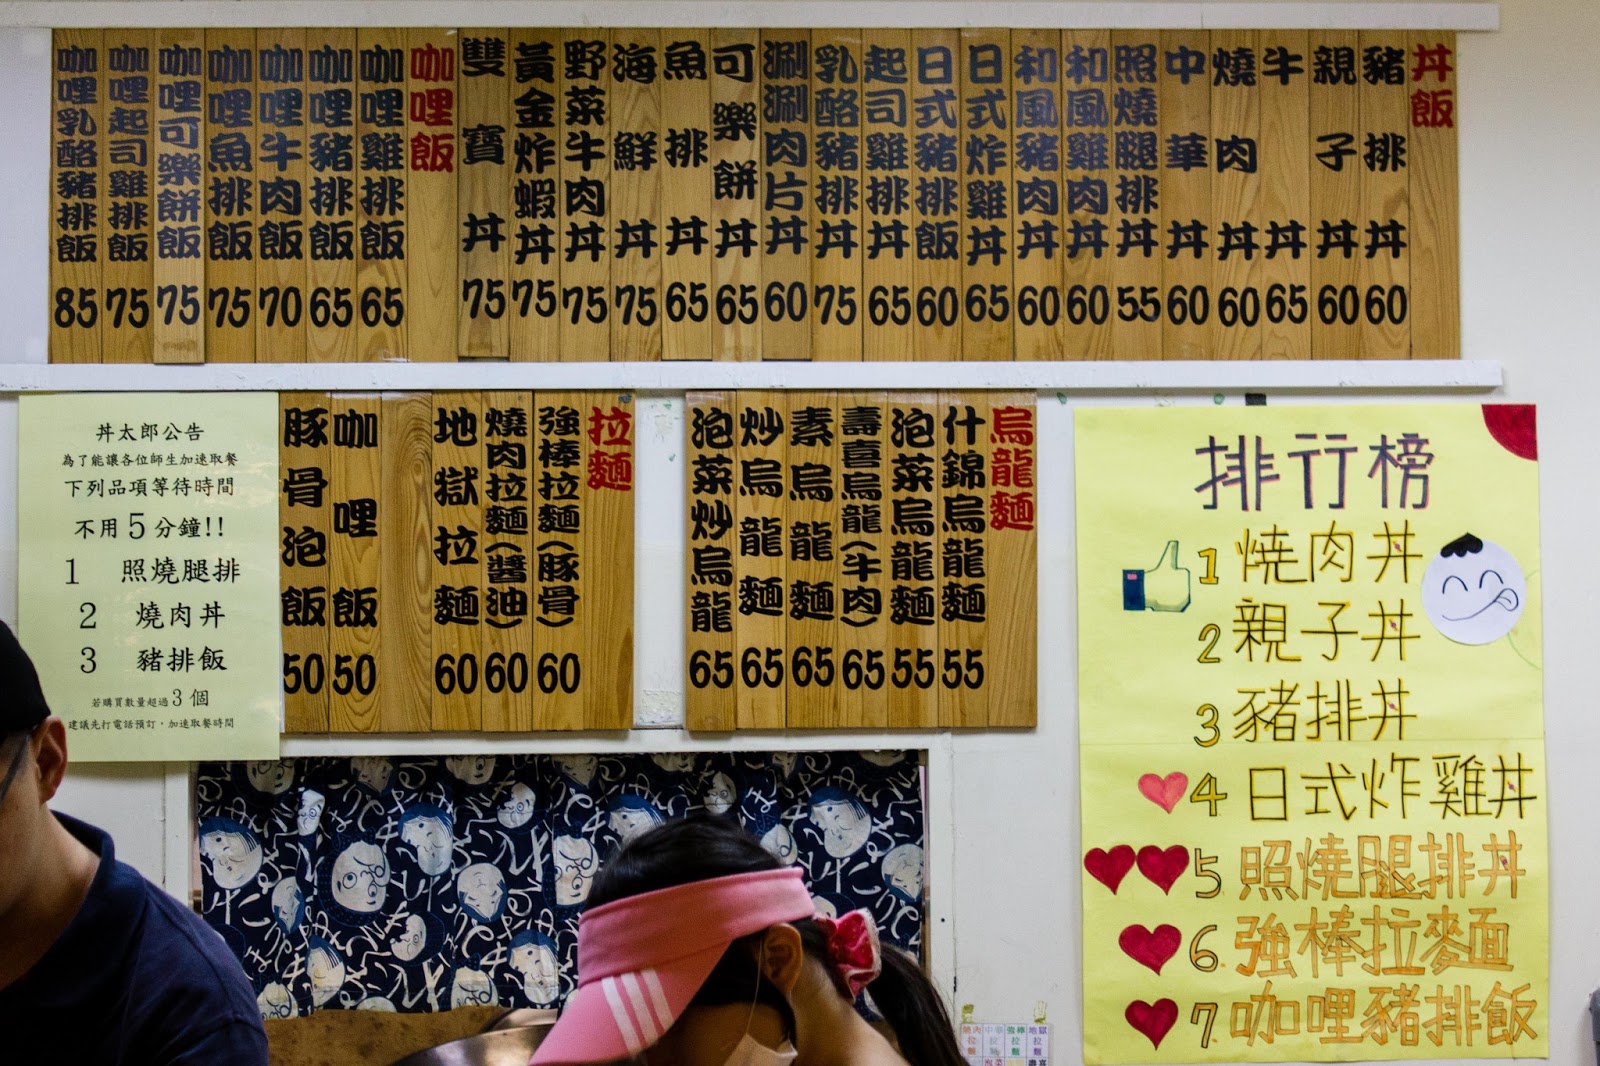 丼飯
豬排丼 60
親子丼 60
牛丼 65
燒肉丼 60
中華丼 60
照燒腿排丼 55
和風雞肉丼 60
和風豬肉丼 60
日式炸雞丼 65
日式豬排飯 60
起司雞排丼 65
乳酪豬排丼 75
涮涮肉片丼 60
可樂餅丼 65
魚排丼 65
海鮮丼 75
野菜牛肉丼 75
黃金炸蝦丼 75
雙寶丼 75
咖哩飯
咖哩雞排飯 65
咖哩豬排飯 65
咖哩牛肉飯 70
咖哩魚排飯 75
咖哩可樂餅飯 75
咖哩起司雞排飯 75
咖哩乳酪豬排飯 85
烏龍麵
什錦烏龍麵 55
泡菜烏龍麵 55
壽喜烏龍(牛肉) 65
素烏龍麵 65
炒烏龍麵 65
泡菜炒烏龍 65
拉麵
強棒拉麵(豚骨) 60
燒肉拉麵(醬油) 60
地獄拉麵 60
咖哩飯 50
豚骨泡飯 50
丼太郎公告
為了能讓各位師生加速取餐
下列品項等待時間
不用5分鐘!!
1 照燒腿排
2 燒肉丼
3 豬排飯
若購買數量超過3個
建議先行電話預訂，加速取餐時間
排行榜
1 燒肉丼
2 親子丼
3 豬排丼
4 日式炸雞丼
5 照燒腿排丼
6 強棒拉麵
7. 咖哩豬排飯